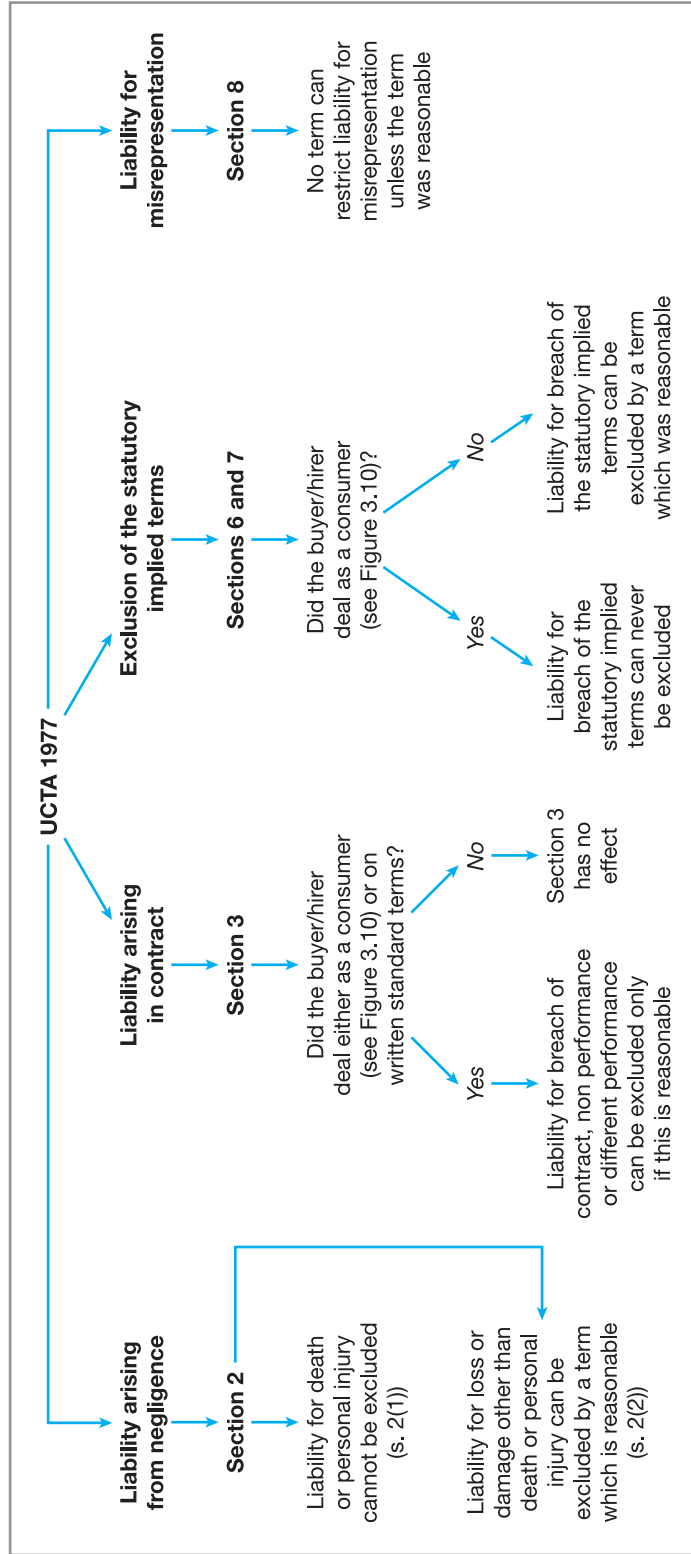 UCTA 1977
Liability arising
from negligence
Section 2
Liability for death
or personal injury
cannot be excluded
(s. 2(1))
Liability for loss or
damage other than
death or personal
injury can be
excluded by a term
which is reasonable
(s. 2(2))
Liability arising
in contract
Section 3
Did the buyer/hirer
deal either as a consumer
(see Figure 3.10) or on
written standard terms?
Yes
Liability for breach of
contract, non performance
or different performance
can be excluded only
if this is reasonable
No
Section 3
has no
effect
Exclusion of the statutory
implied terms
Sections 6 and 7
Did the buyer/hirer
deal as a consumer
(see Figure 3.10)?
Yes
Liability for
breach of the
statutory implied
terms can never
be excluded
No
Liability for breach of
the statutory implied
terms can be
excluded by a term
which was reasonable
Liability for
misrepresentation
Section 8
No term can
restrict liability for
misrepresentation
unless the term
was reasonable